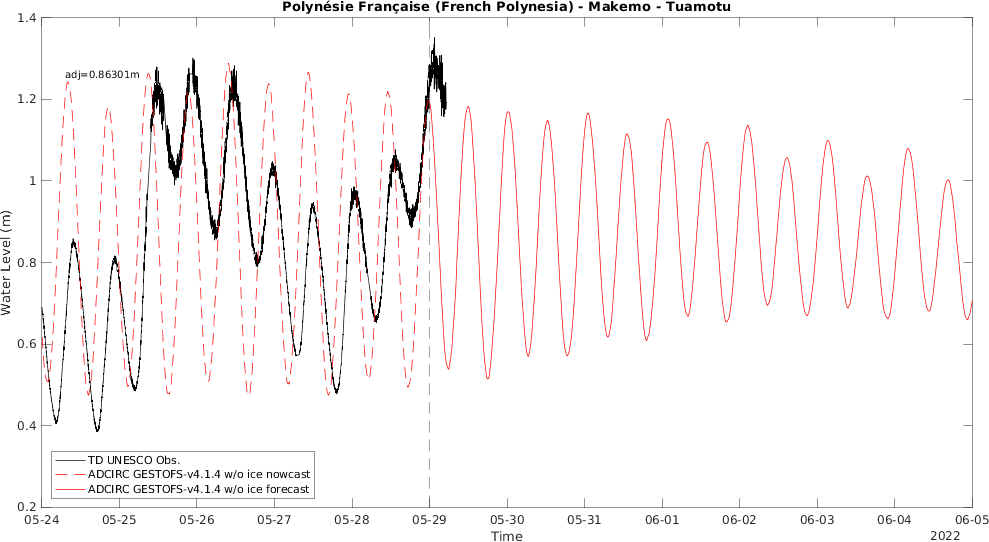 Polynésie Française (French Polynesia) - Makemo - Tuamotu
1.4
1.2
1
0.8
0.6
0.4
0.2
Water Level (m)
adj=0.86301m
TD UNESCO Obs.
ADCIRC GESTOFS-v4.1.4 w/o ice nowcast
ADCIRC GESTOFS-v4.1.4 w/o ice forecast
05-24 05-25 05-26 05-27 05-28 05-29 05-30 05-31 06-01 06-02 06-03 06-04 06-05
Time
2022